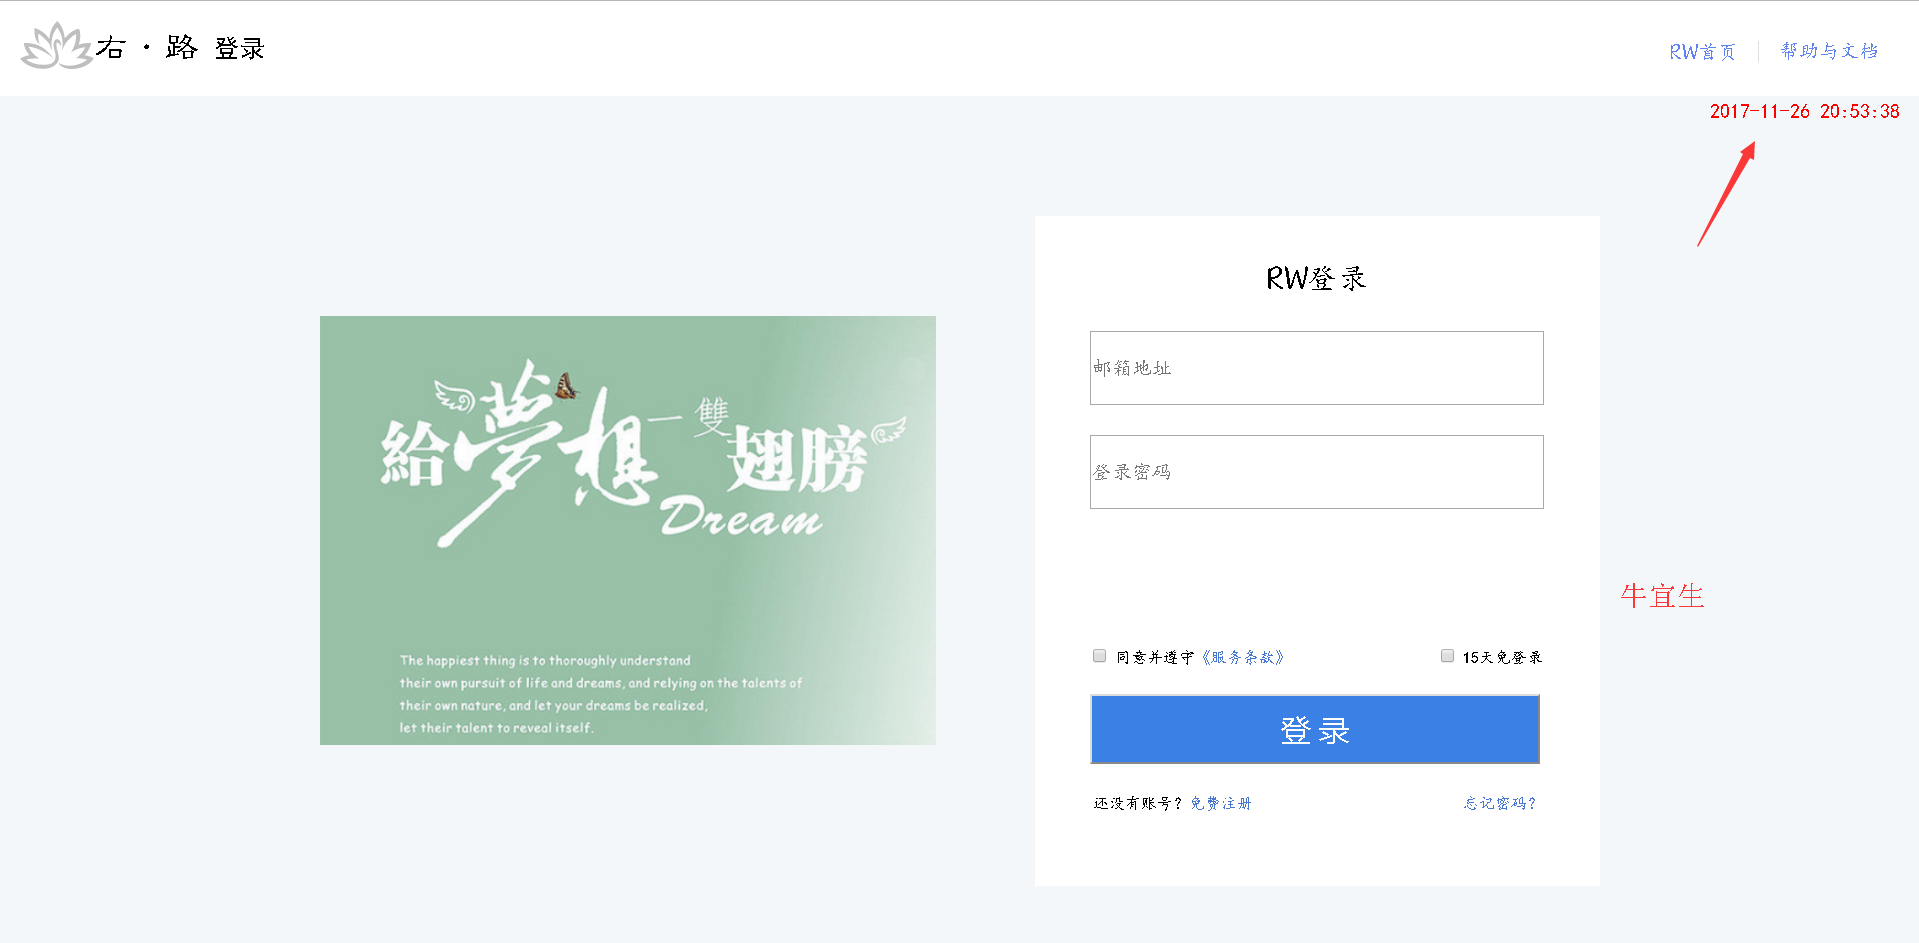 右·路 登录
RW首页 帮助与文档
2017-11-26 20:53:38
給夢想一雙翅膀
Dream
The happiest thing is to thoroughly understand
their own pursuit of life and dreams, and relying on the talents of
their own nature, and let your dreams be realized,
let their talent to reveal itself.
RW登录
邮箱地址
登录密码
牛宜生
同意并遵守《服务条款》 15天免登录
登录
还没有账号? 免费注册 忘记密码?